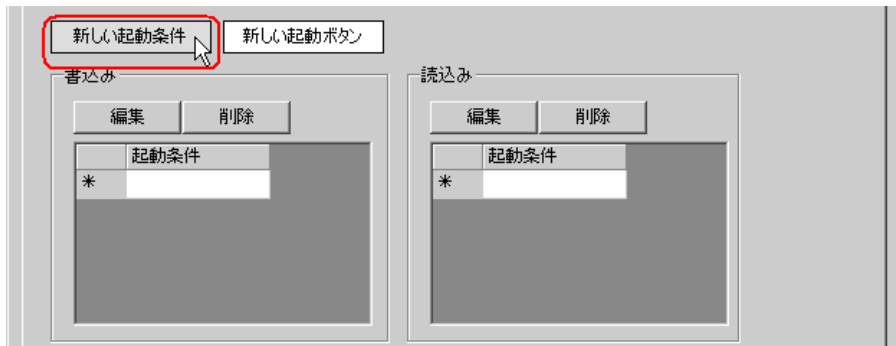 新しい起動条件 新しい起動ボタン
書込み 読込み
編集 削除 編集 削除
起動条件 起動条件
* *